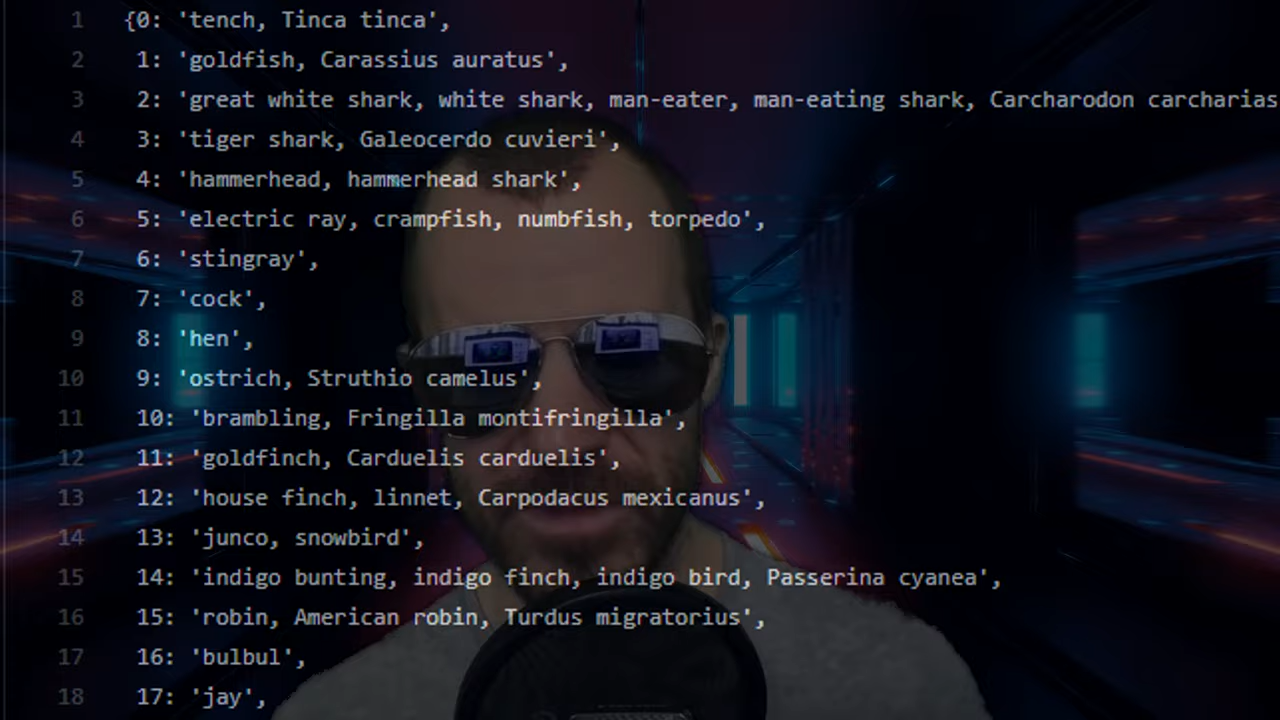 1 {0: 'tench, Tinca tinca',
2 1: 'goldfish, Carassius auratus',
3 2: 'great white shark, white shark, man-eater, man-eating shark, Carcharodon carcharias
4 3: 'tiger shark, Galeocerdo cuvieri',
5 4: 'hammerhead, hammerhead shark',
6 5: 'electric ray, crampfish, numbfish, torpedo',
7 6: 'stingray',
8 7: 'cock',
9 8: 'hen',
10 9: 'ostrich, Struthio camelus',
11 10: 'brambling, Fringilla montifringilla',
12 11: 'goldfinch, Carduelis carduelis',
13 12: 'house finch, linnet, Carpodacus mexicanus',
14 13: 'junco, snowbird',
15 14: 'indigo bunting, indigo finch, indigo bird, Passerina cyanea',
16 15: 'robin, American robin, Turdus migratorius',
17 16: 'bulbul',
18 17: 'jay',